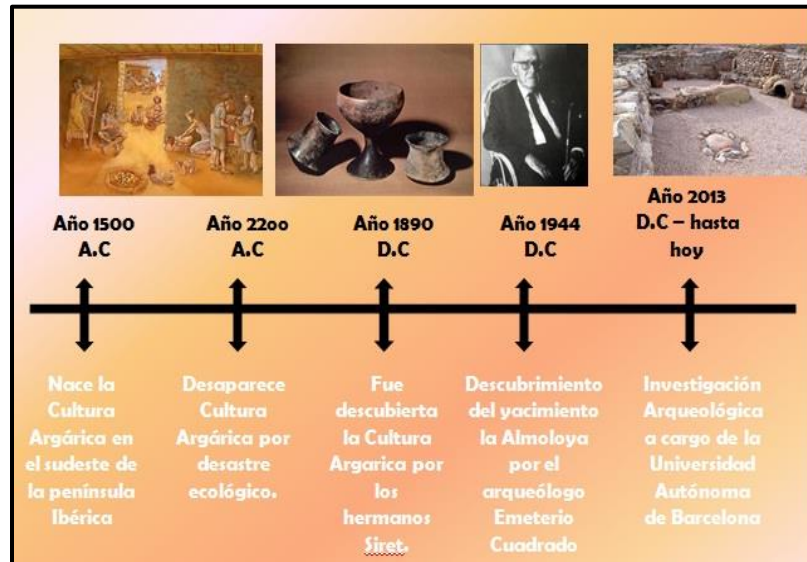 Año 1500
A.C
Año 22oo
A.C
Año 1890
D.C
Año 1944
D.C
Año 2013
D.C – hasta
hoy
Nace la
Cultura
Argárica en
el sudeste de
la península
Ibérica
Desaparece
Cultura
Argárica por
desastre
ecológico.
Fue
descubierta
la Cultura
Argarica por
los
hermanos
Siret.
Descubrimiento
del yacimiento
la Almoloya
por el
arqueólogo
Emeterio
Cuadrado
Investigación
Arqueológica
a cargo de la
Universidad
Autónoma
de Barcelona